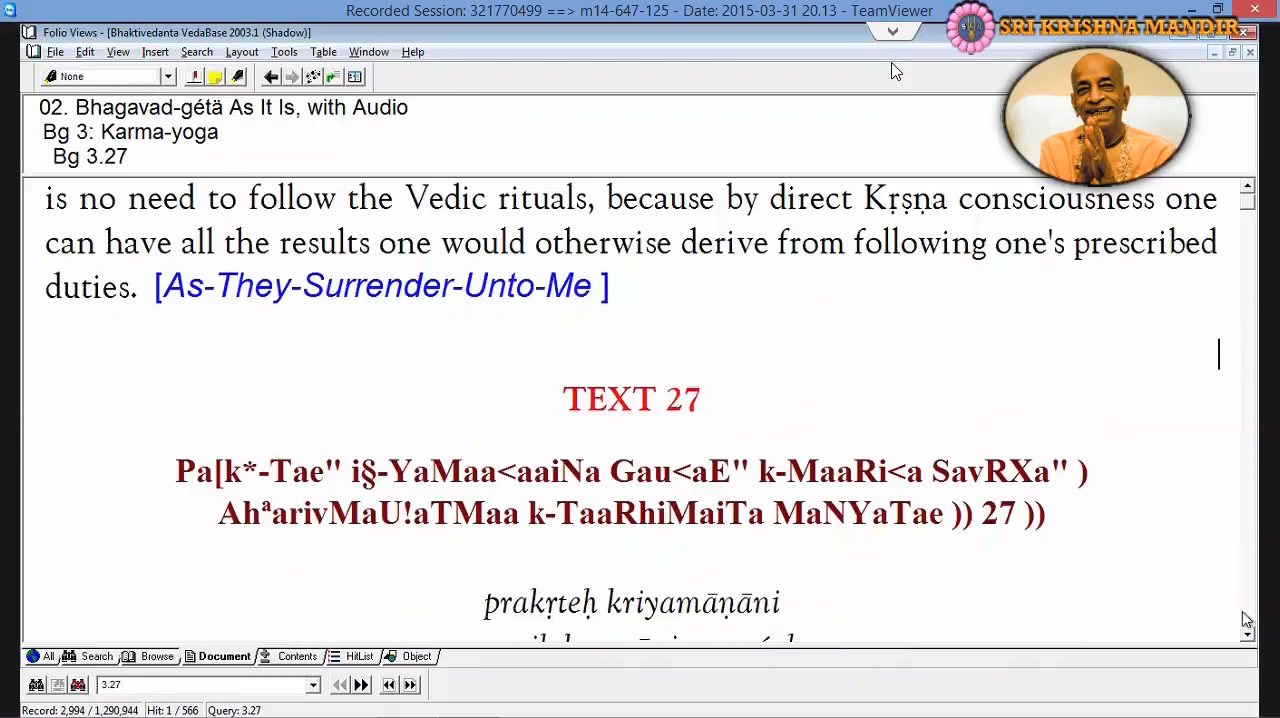 Recorded Session: 321770499 ==> m14-647-125 - Date: 2015-03-31 20.13 - TeamViewer
SRI KRISHNA MANDIR
Folio Views - [Bhaktivedanta VedaBase 2003.1 (Shadow)]
File Edit View Insert Search Layout Tools Table Window Help
None
02. Bhagavad-gétä As It Is, with Audio
Bg 3: Karma-yoga
Bg 3.27
is no need to follow the Vedic rituals, because by direct Kṛṣṇa consciousness one
can have all the results one would otherwise derive from following one's prescribed
duties. [As-They-Surrender-Unto-Me ]
TEXT 27
Pa[k*-Tae" i§-YaMaa<aaiNa Gau<aE" k-MaaRi<a SavRXa" )
AhªarivMaU!aTMaa k-TaaRhiMaiTa MaNYaTae )) 27 ))
prakṛteḥ kriyamāṇāni
All Search Browse Document Contents HitList Object
3.27
Record: 2,994 / 1,290,944 Hit: 1 / 566 Query: 3.27